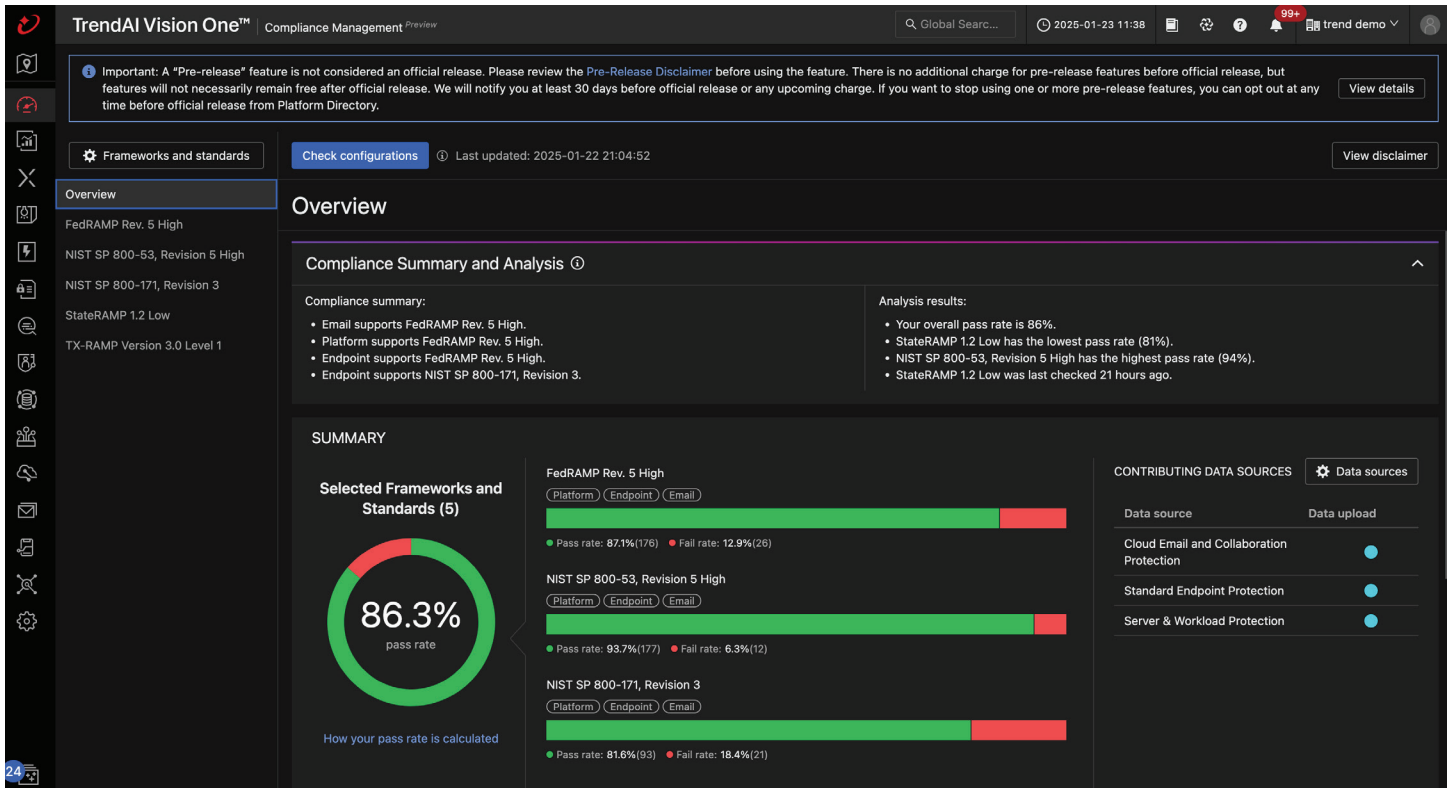 TrendAI Vision One™ | Compliance Management Preview
Global Searc...
2025-01-23 11:38
99+
trend demo
Important: A “Pre-release” feature is not considered an official release. Please review the Pre-Release Disclaimer before using the feature. There is no additional charge for pre-release features before official release, but
features will not necessarily remain free after official release. We will notify you at least 30 days before official release or any upcoming charge. If you want to stop using one or more pre-release features, you can opt out at any
time before official release from Platform Directory.
View details
Frameworks and standards
Check configurations
Last updated: 2025-01-22 21:04:52
View disclaimer
Overview
FedRAMP Rev. 5 High
NIST SP 800-53, Revision 5 High
NIST SP 800-171, Revision 3
StateRAMP 1.2 Low
TX-RAMP Version 3.0 Level 1
Overview
Compliance Summary and Analysis
Compliance summary:
• Email supports FedRAMP Rev. 5 High.
• Platform supports FedRAMP Rev. 5 High.
• Endpoint supports FedRAMP Rev. 5 High.
• Endpoint supports NIST SP 800-171, Revision 3.
Analysis results:
• Your overall pass rate is 86%.
• StateRAMP 1.2 Low has the lowest pass rate (81%).
• NIST SP 800-53, Revision 5 High has the highest pass rate (94%).
• StateRAMP 1.2 Low was last checked 21 hours ago.
SUMMARY
Selected Frameworks and
Standards (5)
86.3%
pass rate
How your pass rate is calculated
FedRAMP Rev. 5 High
Platform Endpoint Email
Pass rate: 87.1%(176) Fail rate: 12.9%(26)
NIST SP 800-53, Revision 5 High
Platform Endpoint Email
Pass rate: 93.7%(177) Fail rate: 6.3%(12)
NIST SP 800-171, Revision 3
Platform Endpoint Email
Pass rate: 81.6%(93) Fail rate: 18.4%(21)
CONTRIBUTING DATA SOURCES
Data sources
Data source Data upload
Cloud Email and Collaboration
Protection
Standard Endpoint Protection
Server & Workload Protection
24